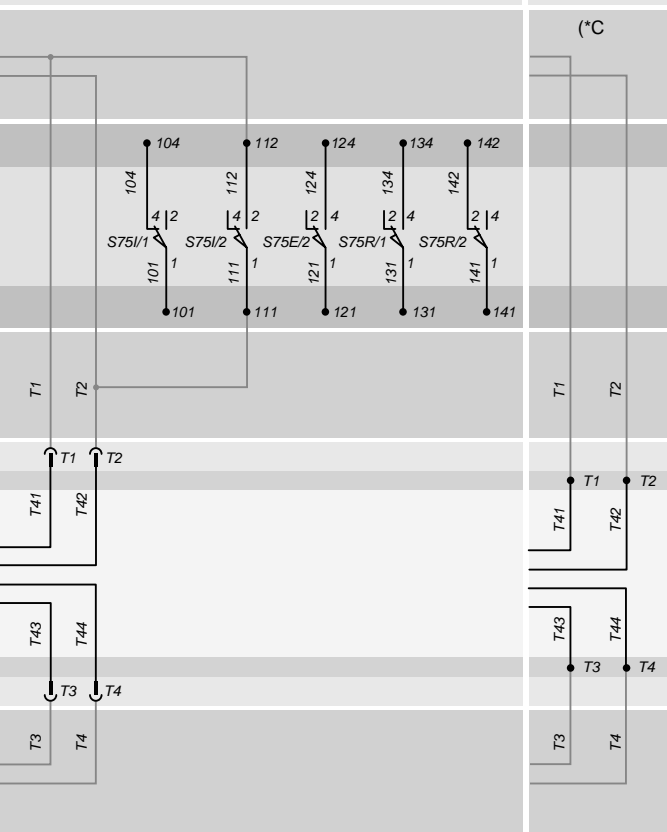 (*C
104 112 124 134 142
104 112 124 134 142
4 2 4 2 2 4 2 4 2 4
S75I/1 S75I/2 S75E/2 S75R/1 S75R/2
101 1 111 1 121 1 131 1 141 1
101 111 121 131 141
T1 T2 T1 T2
T1 T2
T1 T2
T41 T42 T41 T42
T43 T44 T43 T44
T3 T4
T3 T4
T3 T4 T3 T4